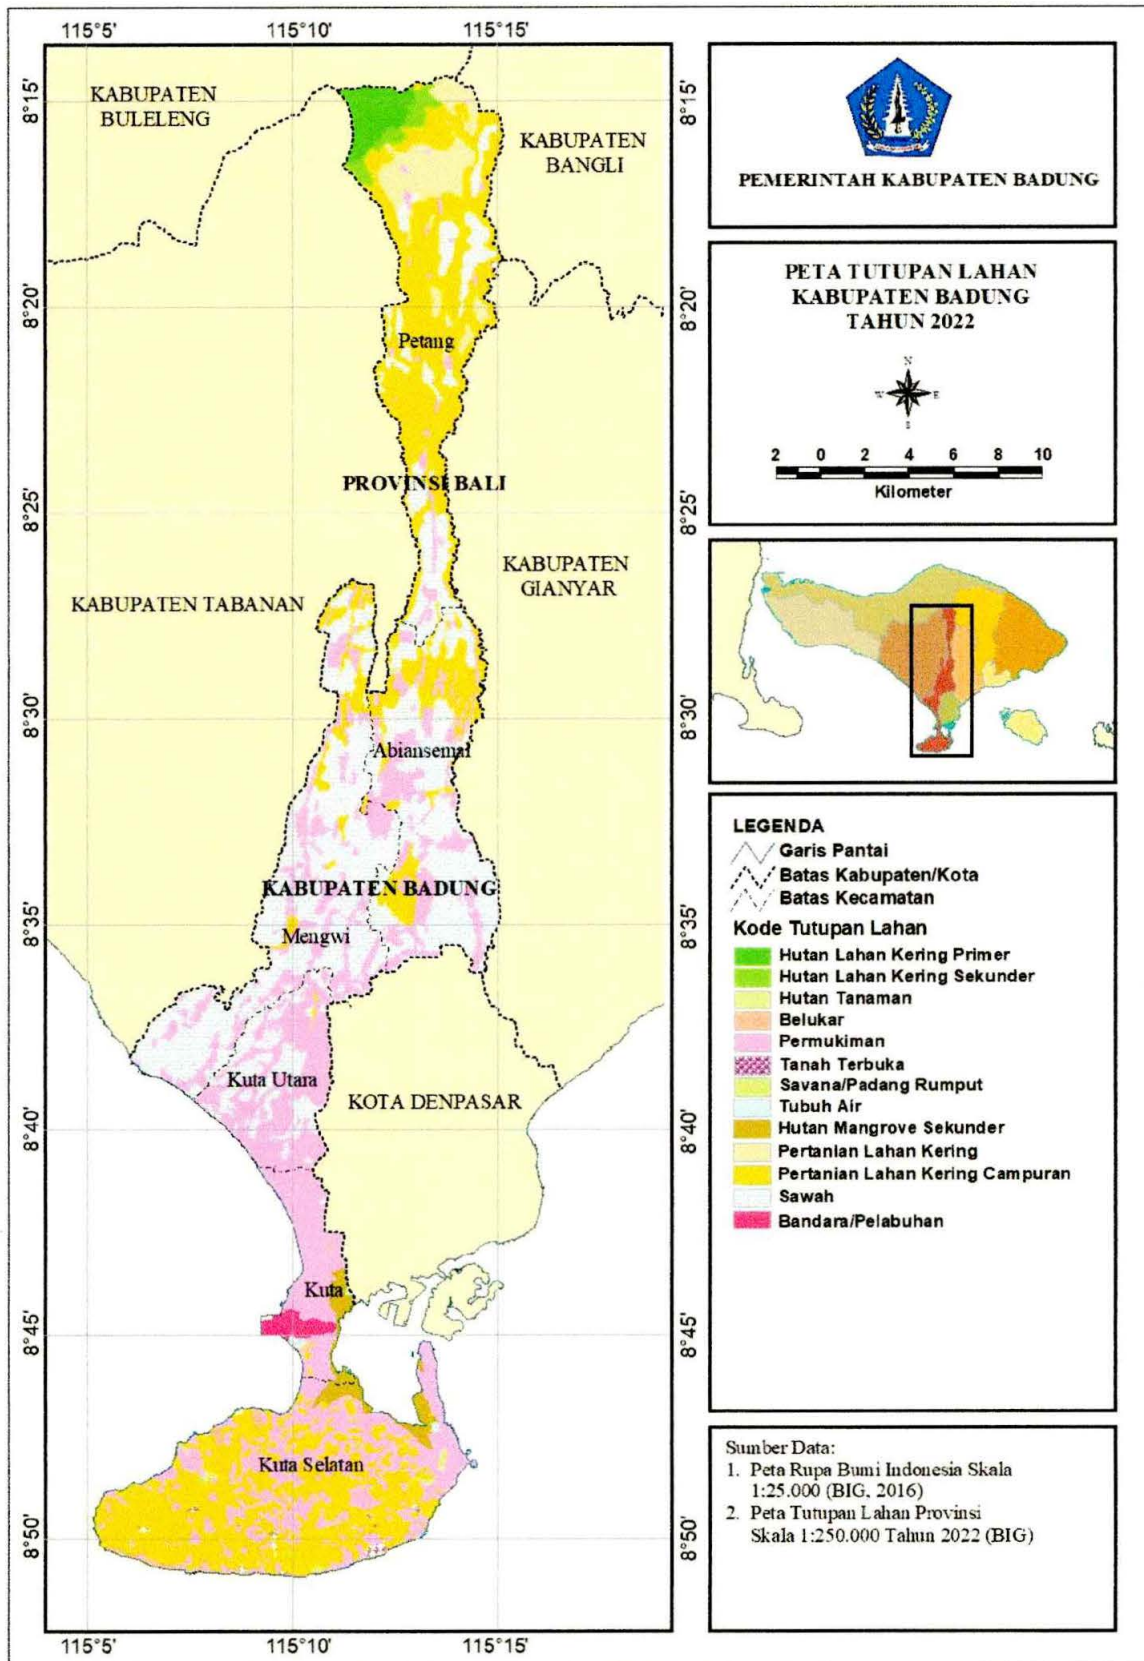 115°5' 115°10' 115°15'
8°15'
8°20'
8°25'
8°30'
8°35'
8°40'
8°45'
8°50'
KABUPATEN
BULELENG
KABUPATEN
BANGLI
Petang
PROVINSI BALI
KABUPATEN TABANAN
KABUPATEN
GIANYAR
Abiansemal
KABUPATEN BADUNG
Mengwi
Kuta Utara
KOTA DENPASAR
Kuta
Kuta Selatan
8°15'
8°20'
8°25'
8°30'
8°35'
8°40'
8°45'
8°50'
115°5' 115°10' 115°15'
PEMERINTAH KABUPATEN BADUNG
PETA TUTUPAN LAHAN
KABUPATEN BADUNG
TAHUN 2022
N
W E
2 0 2 4 6 8 10
Kilometer
LEGENDA
Garis Pantai
Batas Kabupaten/Kota
Batas Kecamatan
Kode Tutupan Lahan
Hutan Lahan Kering Primer
Hutan Lahan Kering Sekunder
Hutan Tanaman
Belukar
Permukiman
Tanah Terbuka
Savana/Padang Rumput
Tubuh Air
Hutan Mangrove Sekunder
Pertanian Lahan Kering
Pertanian Lahan Kering Campuran
Sawah
Bandara/Pelabuhan
Sumber Data:
1. Peta Rupa Bumi Indonesia Skala
1:25.000 (BIG, 2016)
2. Peta Tutupan Lahan Provinsi
Skala 1:250.000 Tahun 2022 (BIG)